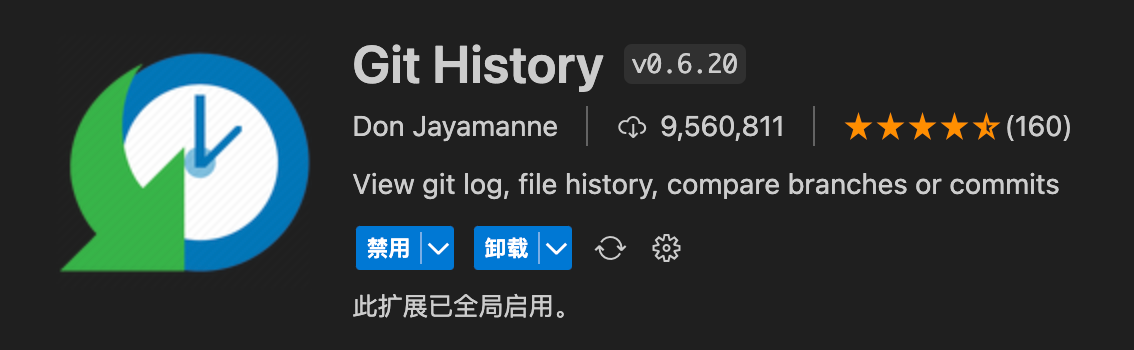 Git History v0.6.20
Don Jayamanne 9,560,811 (160)
View git log, file history, compare branches or commits
禁用 卸载
此扩展已全局启用。